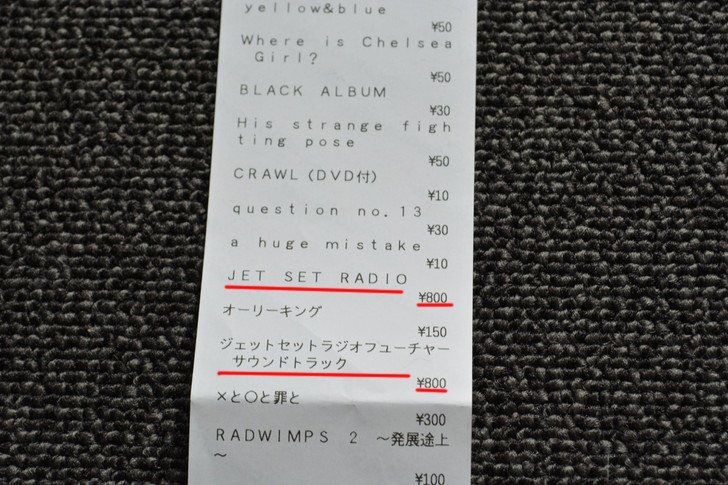 yellow&blue
¥50
Where is Chelsea
Girl?
¥50
BLACK ALBUM
¥30
His strange figh
ting pose
¥50
CRAWL(DVD付)
¥10
question no.13
¥30
a huge mistake
¥10
JET SET RADIO
¥800
オーリーキング
¥150
ジェットセットラジオフューチャー
サウンドトラック
¥800
×と〇と罪と
¥300
RADWIMPS 2 ～発展途上
～
¥100